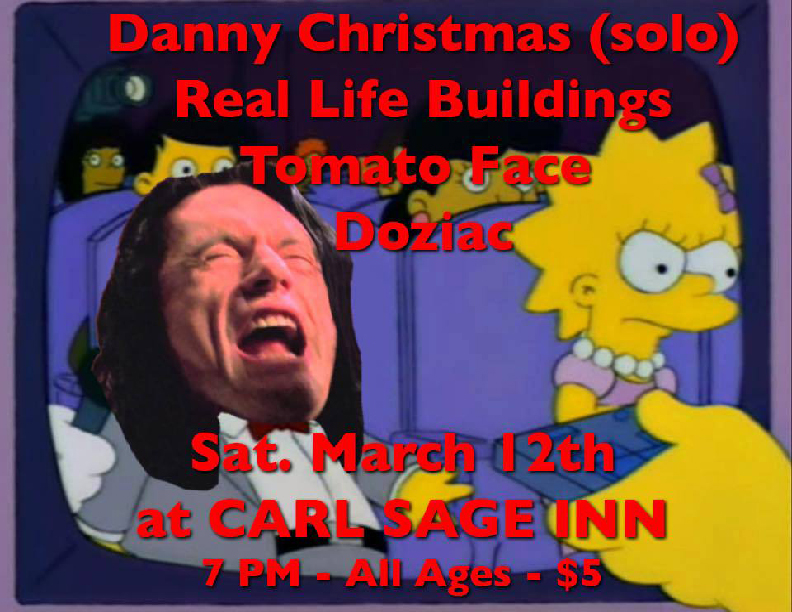 Danny Christmas (solo)
Real Life Buildings
Tomato Face
Doziac
Sat. March 12th
at CARL SAGE INN
7 PM - All Ages - $5